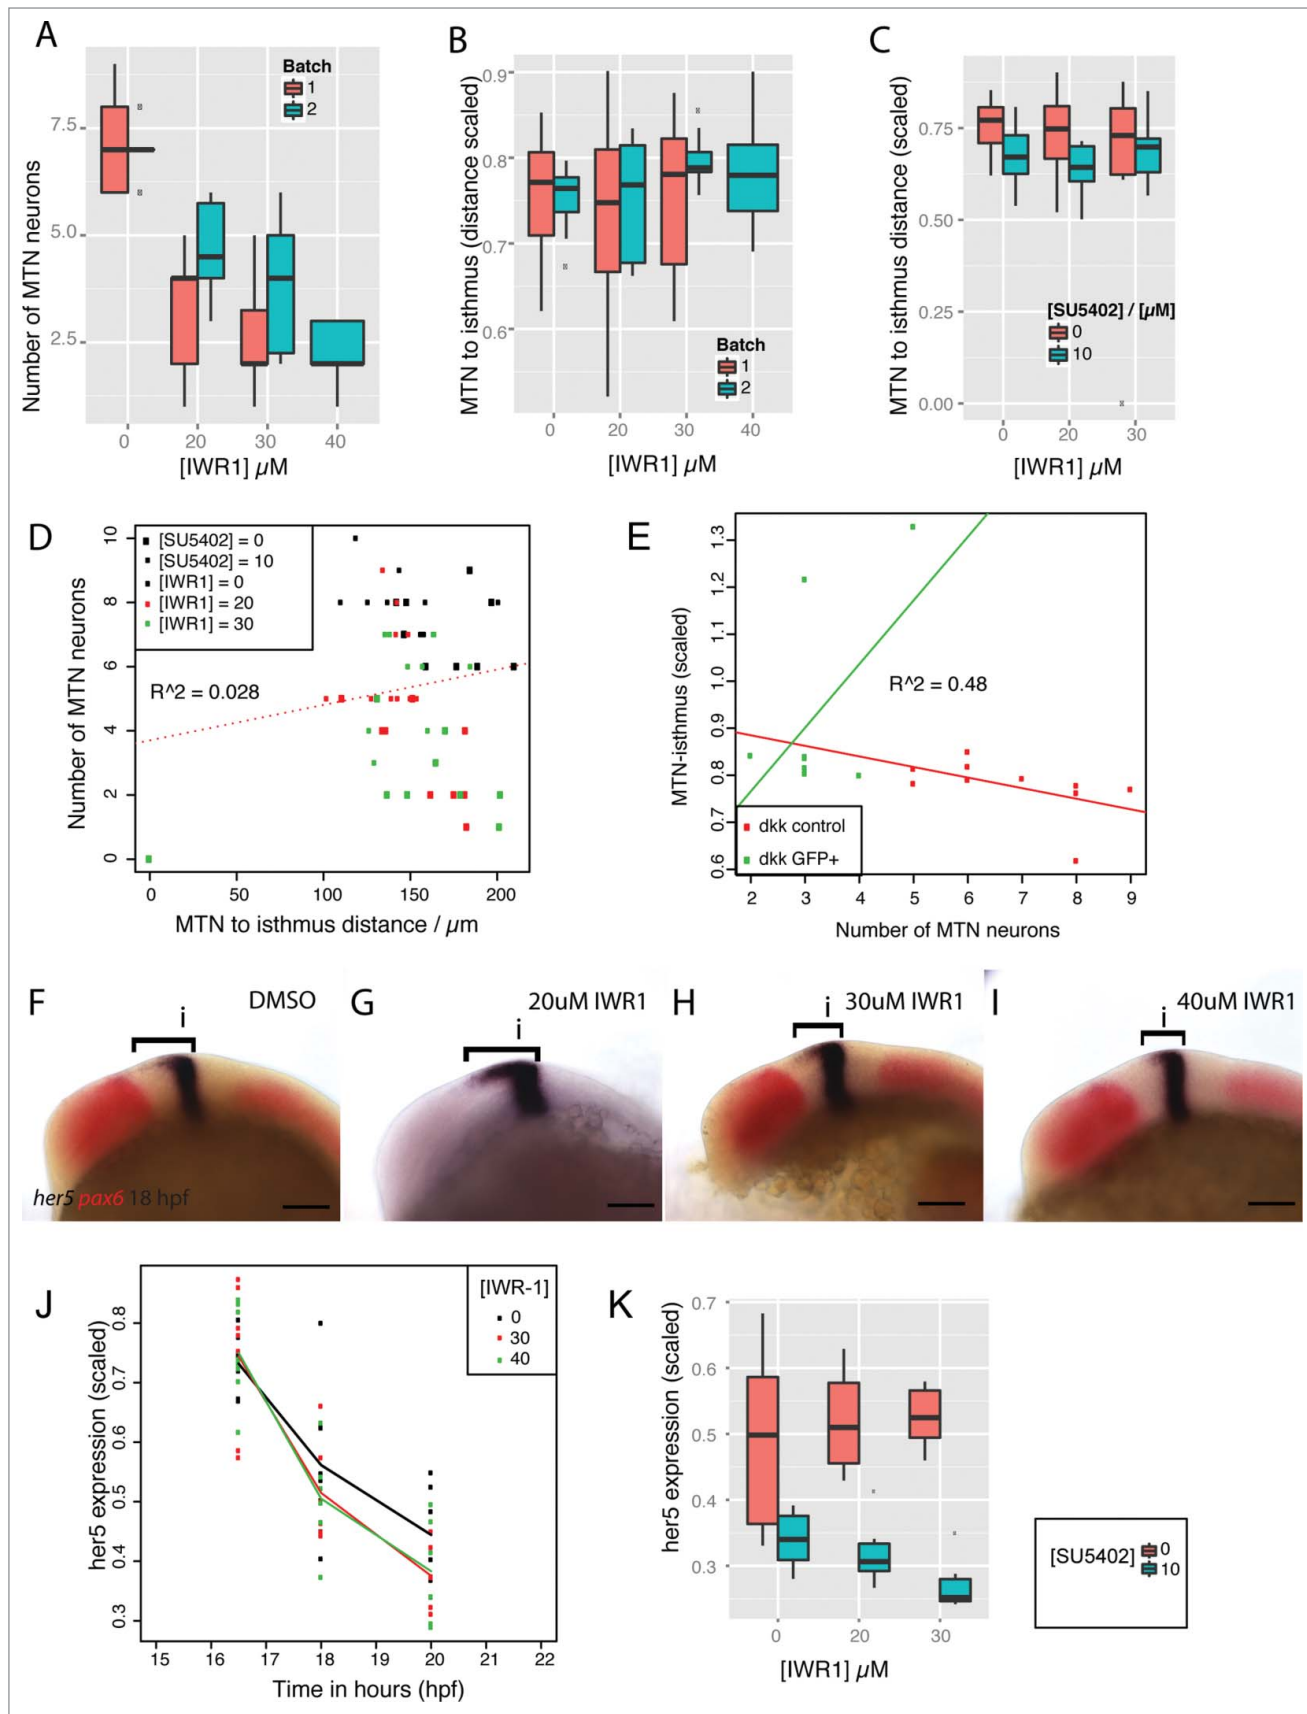 A
Batch
1
2
7.5
5.0
2.5
Number of MTN neurons
0
20
30
40
[IWR1] µM
B
0.9
0.8
0.7
0.6
MTN to isthmus (distance scaled)
Batch
1
2
0
20
30
40
[IWR1] µM
C
0.75
0.50
0.25
0.00
MTN to isthmus distance (scaled)
[SU5402] / [µM]
0
10
0
20
30
[IWR1] µM
D
[SU5402] = 0
[SU5402] = 10
[IWR1] = 0
[IWR1] = 20
[IWR1] = 30
R^2 = 0.028
10
8
6
4
2
0
Number of MTN neurons
0
50
100
150
200
MTN to isthmus distance / µm
E
1.3
1.2
1.1
1.0
0.9
0.8
0.7
0.6
MTN-isthmus (scaled)
R^2 = 0.48
dkk control
dkk GFP+
2
3
4
5
6
7
8
9
Number of MTN neurons
F
DMSO
i
her5 pax6 18 hpf
G
20uM IWR1
i
H
30uM IWR1
i
I
40uM IWR1
i
J
[IWR-1]
0
30
40
0.8
0.7
0.6
0.5
0.4
0.3
her5 expression (scaled)
15
16
17
18
19
20
21
22
Time in hours (hpf)
K
0.7
0.6
0.5
0.4
0.3
her5 expression (scaled)
0
20
30
[IWR1] µM
[SU5402]
0
10